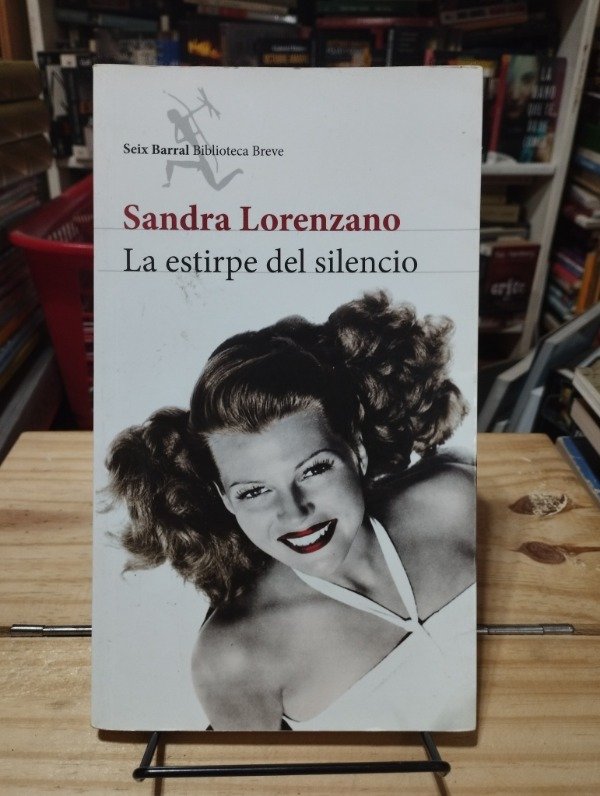 Seix Barral Biblioteca Breve
Sandra Lorenzano
La estirpe del silencio